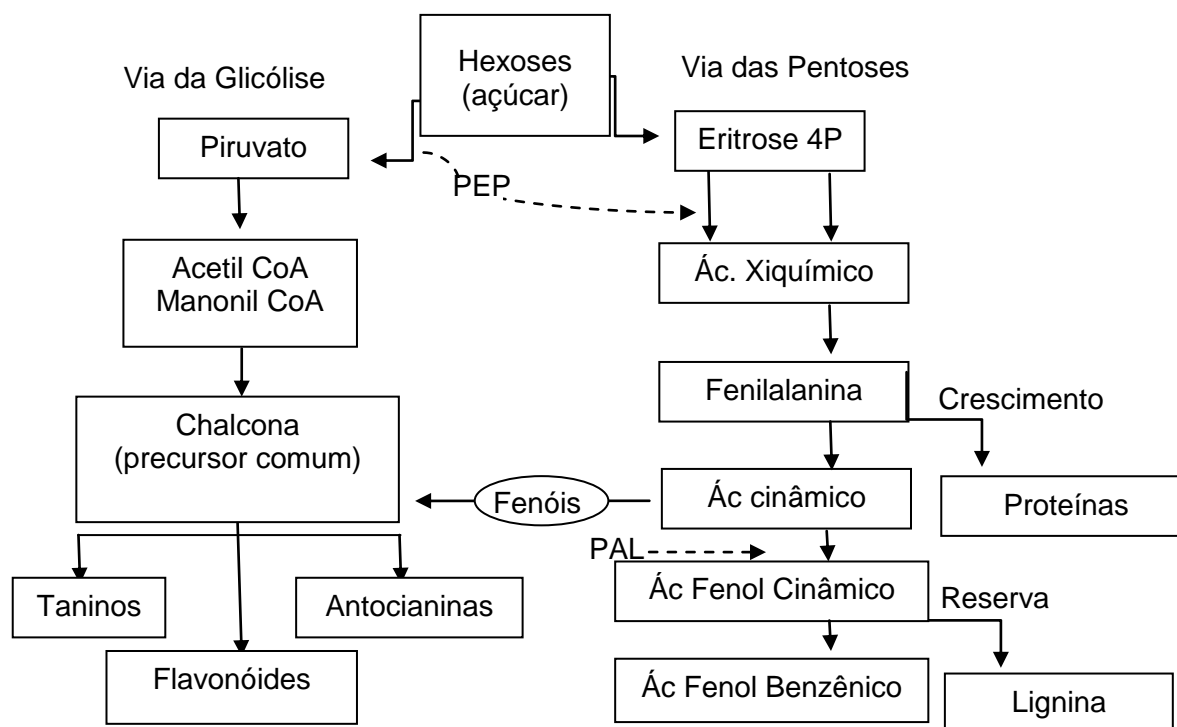 Hexoses
(açúcar)
Via da Glicólise
Via das Pentoses
Piruvato
Eritrose 4P
PEP
Acetil CoA
Manonil CoA
Ác. Xiquímico
Fenilalanina
Crescimento
Chalcona
(precursor comum)
Fenóis
Ác cinâmico
Proteínas
PAL
Taninos
Antocianinas
Ác Fenol Cinâmico
Reserva
Flavonóides
Ác Fenol Benzênico
Lignina